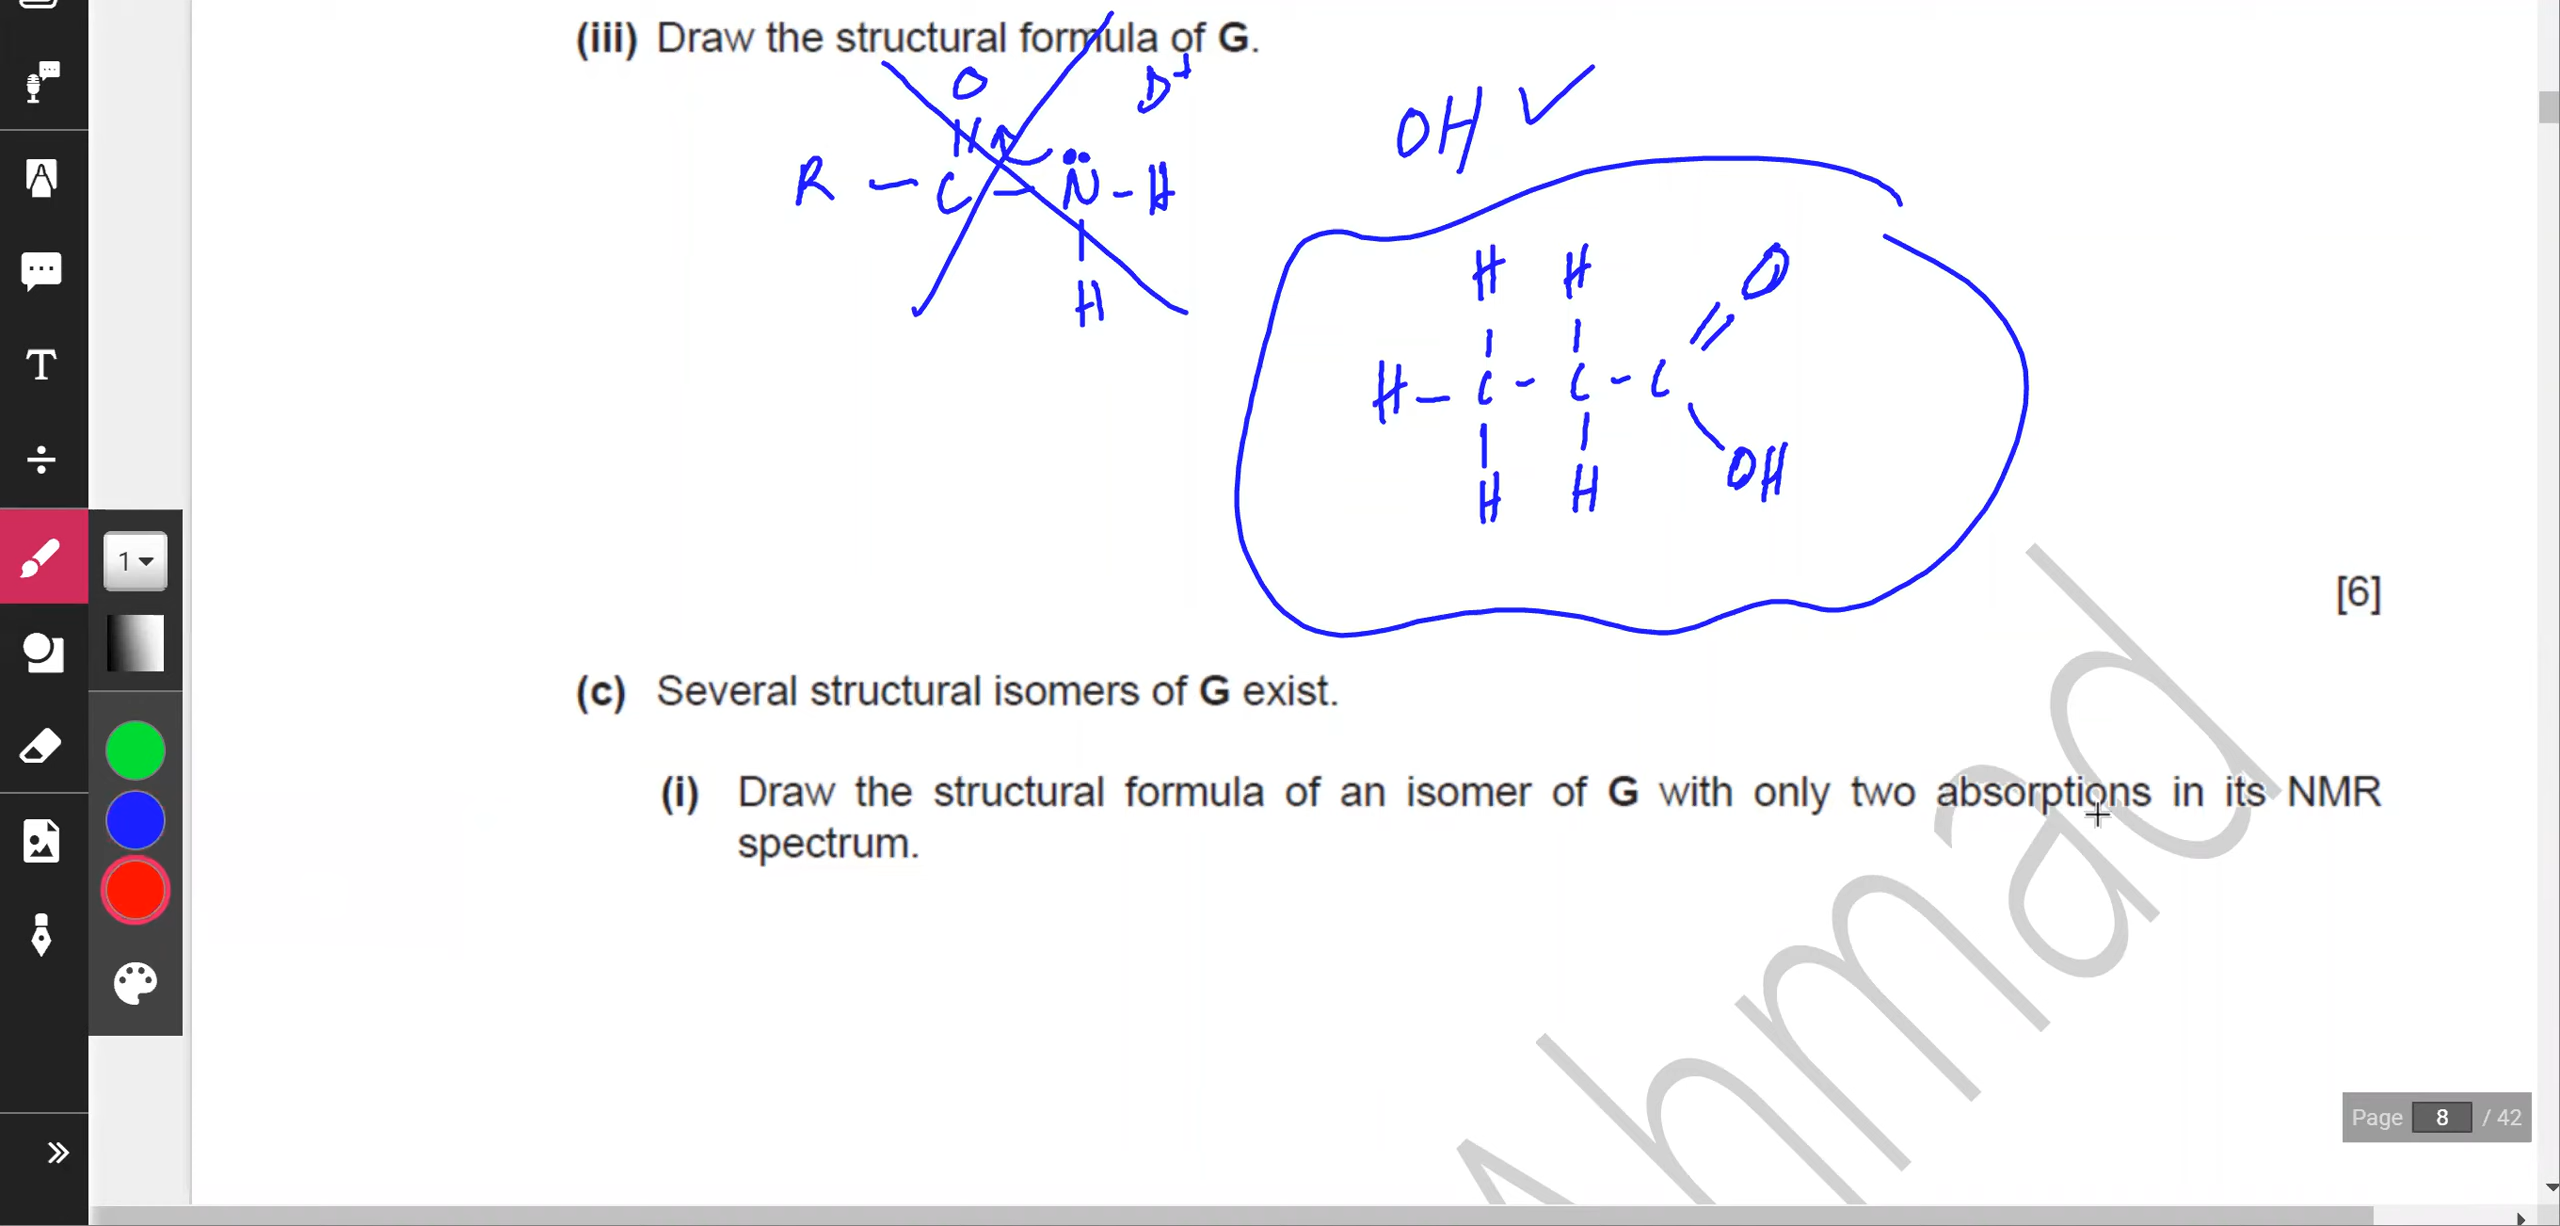 (iii) Draw the structural formula of G.
O D+
OH
R - C - N - H
H
H H O
H - C - C - C
OH
H H
[6]
(c) Several structural isomers of G exist.
(i) Draw the structural formula of an isomer of G with only two absorptions in its NMR
spectrum.
Ahmad
1
Page 8 / 42